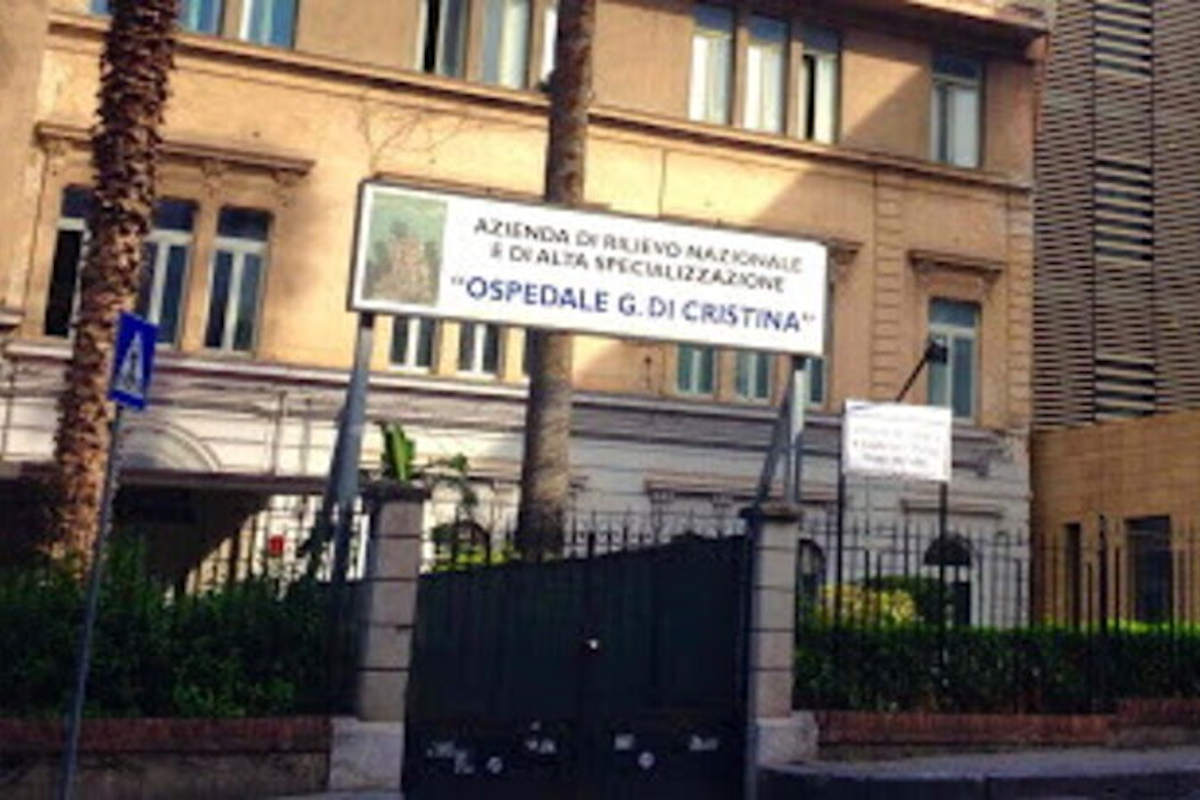 AZIENDA DI RILIEVO NAZIONALE
E DI ALTA SPECIALIZZAZIONE
"OSPEDALE G. DI CRISTINA"